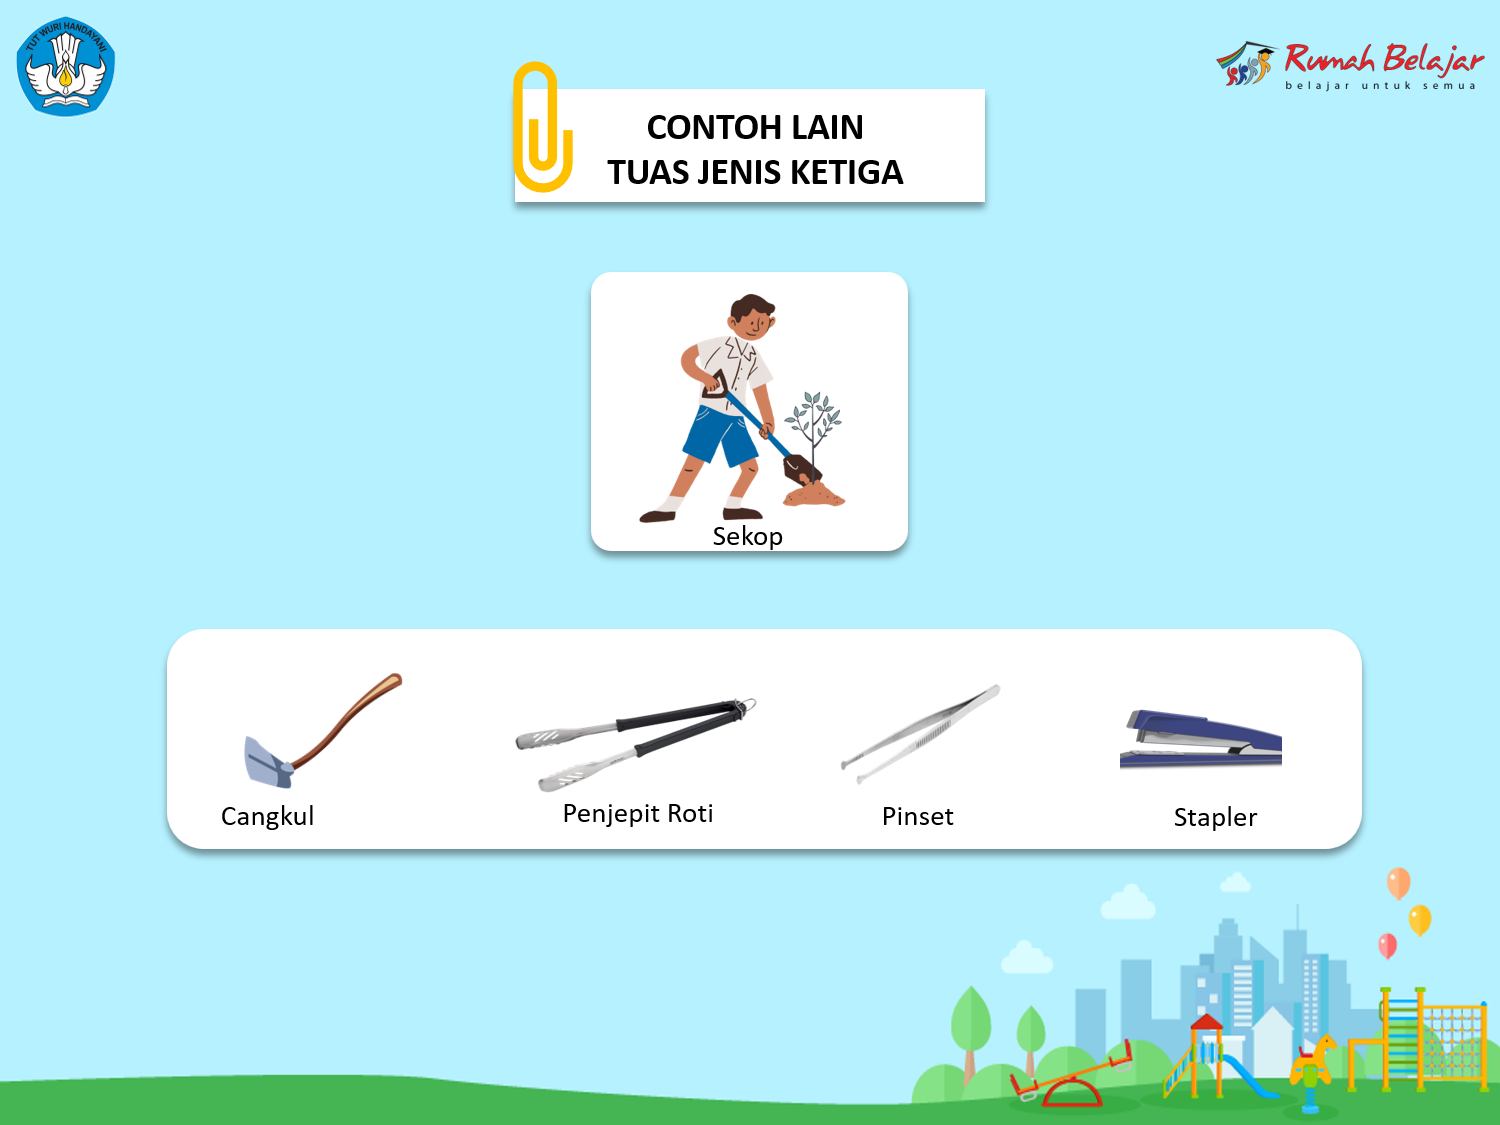 TUT WURI HANDAYANI
Rumah Belajar
belajar untuk semua
CONTOH LAIN
TUAS JENIS KETIGA
Sekop
Cangkul
Penjepit Roti
Pinset
Stapler